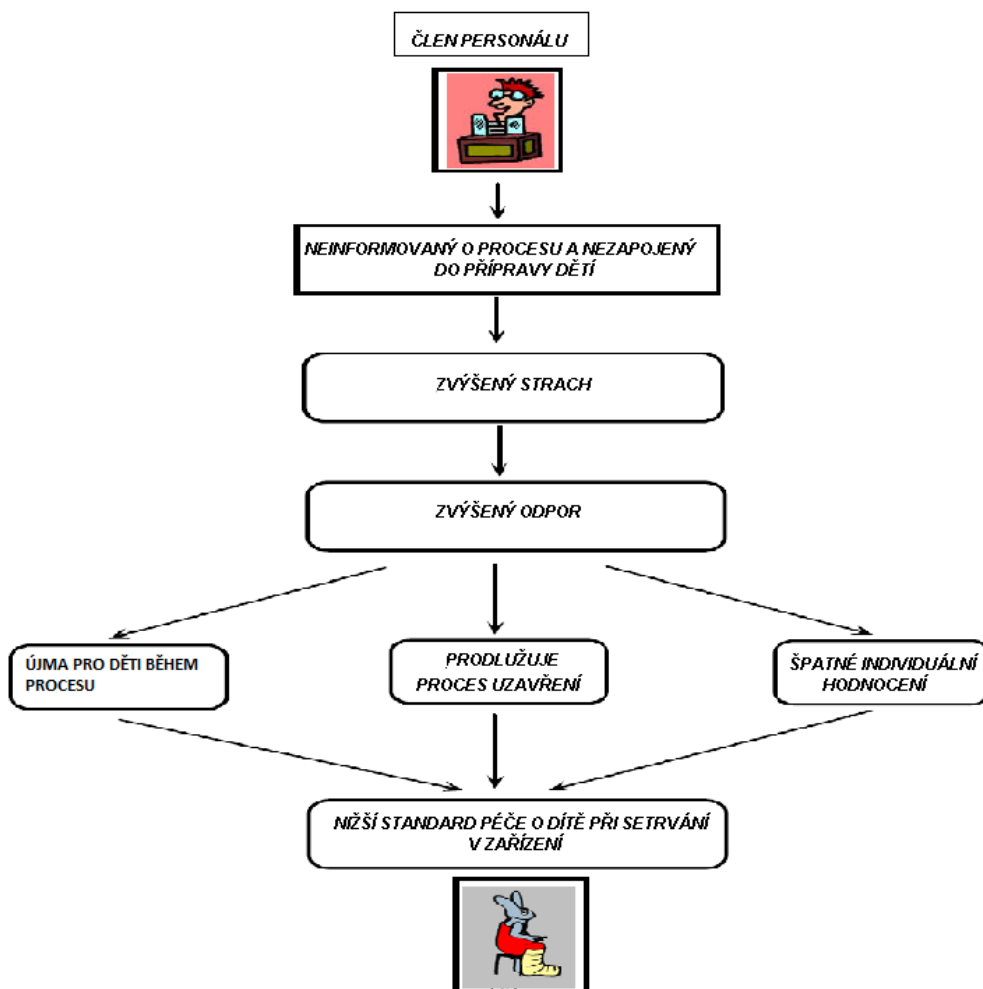 ČLEN PERSONÁLU
NEINFORMOVANÝ O PROCESU A NEZAPOJENÝ
DO PŘÍPRAVY DĚTÍ
ZVÝŠENÝ STRACH
ZVÝŠENÝ ODPOR
ÚJMA PRO DĚTI BĚHEM
PROCESU
PRODLUŽUJE
PROCES UZAVŘENÍ
ŠPATNÉ INDIVIDUÁLNÍ
HODNOCENÍ
NIŽŠÍ STANDARD PÉČE O DÍTĚ PŘI SETRVÁNÍ
V ZAŘÍZENÍ